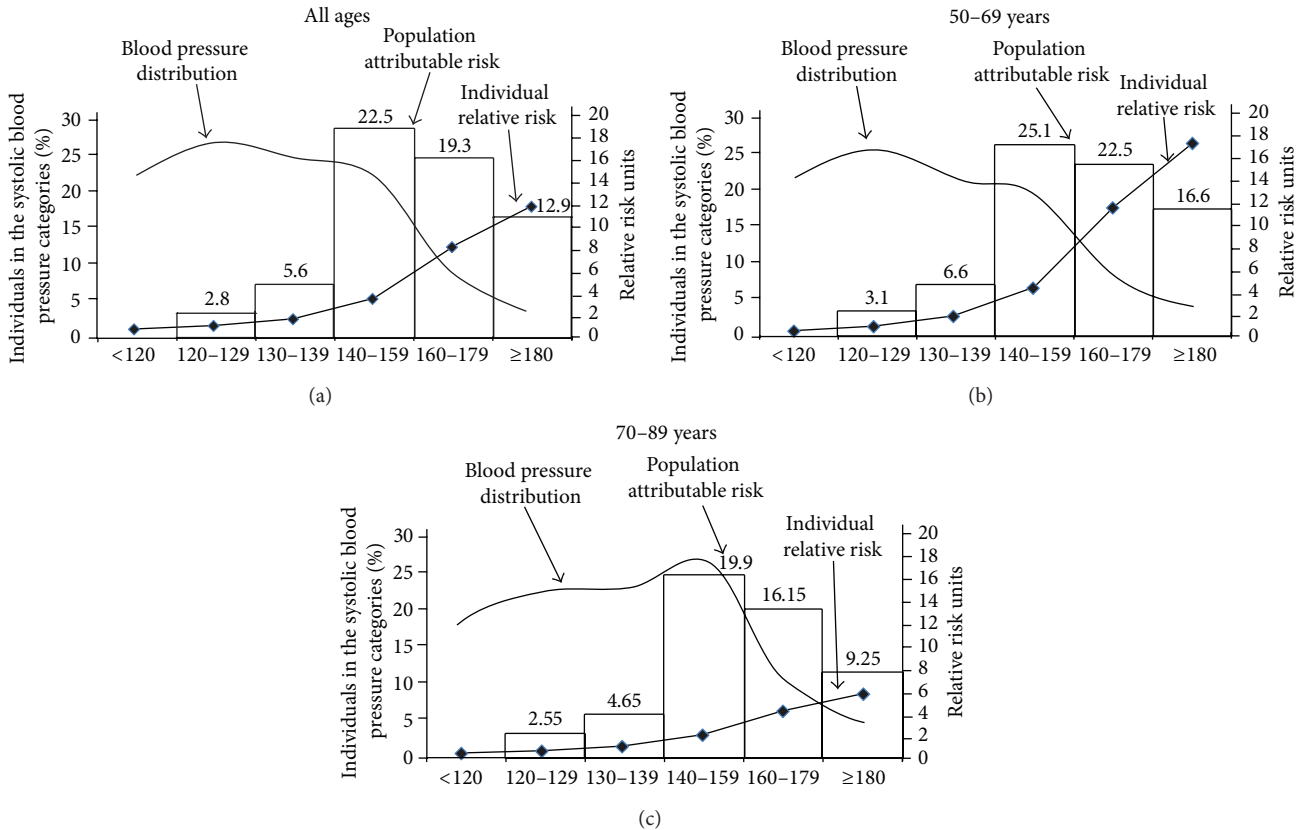 All ages
Blood pressure
distribution
Population
attributable risk
Individual
relative risk
Individuals in the systolic blood
pressure categories (%)
30
25
20
15
10
5
0
22.5
19.3
12.9
5.6
2.8
20
18
16
14
12
10
8
6
4
2
0
Relative risk units
<120 120–129 130–139 140–159 160–179 ≥180
(a)
50–69 years
Blood pressure
distribution
Population
attributable risk
Individual
relative risk
Individuals in the systolic blood
pressure categories (%)
30
25
20
15
10
5
0
25.1
22.5
16.6
6.6
3.1
20
18
16
14
12
10
8
6
4
2
0
Relative risk units
<120 120–129 130–139 140–159 160–179 ≥180
(b)
70–89 years
Blood pressure
distribution
Population
attributable risk
Individual
relative risk
Individuals in the systolic blood
pressure categories (%)
30
25
20
15
10
5
0
19.9
16.15
9.25
4.65
2.55
20
18
16
14
12
10
8
6
4
2
0
Relative risk units
<120 120–129 130–139 140–159 160–179 ≥180
(c)